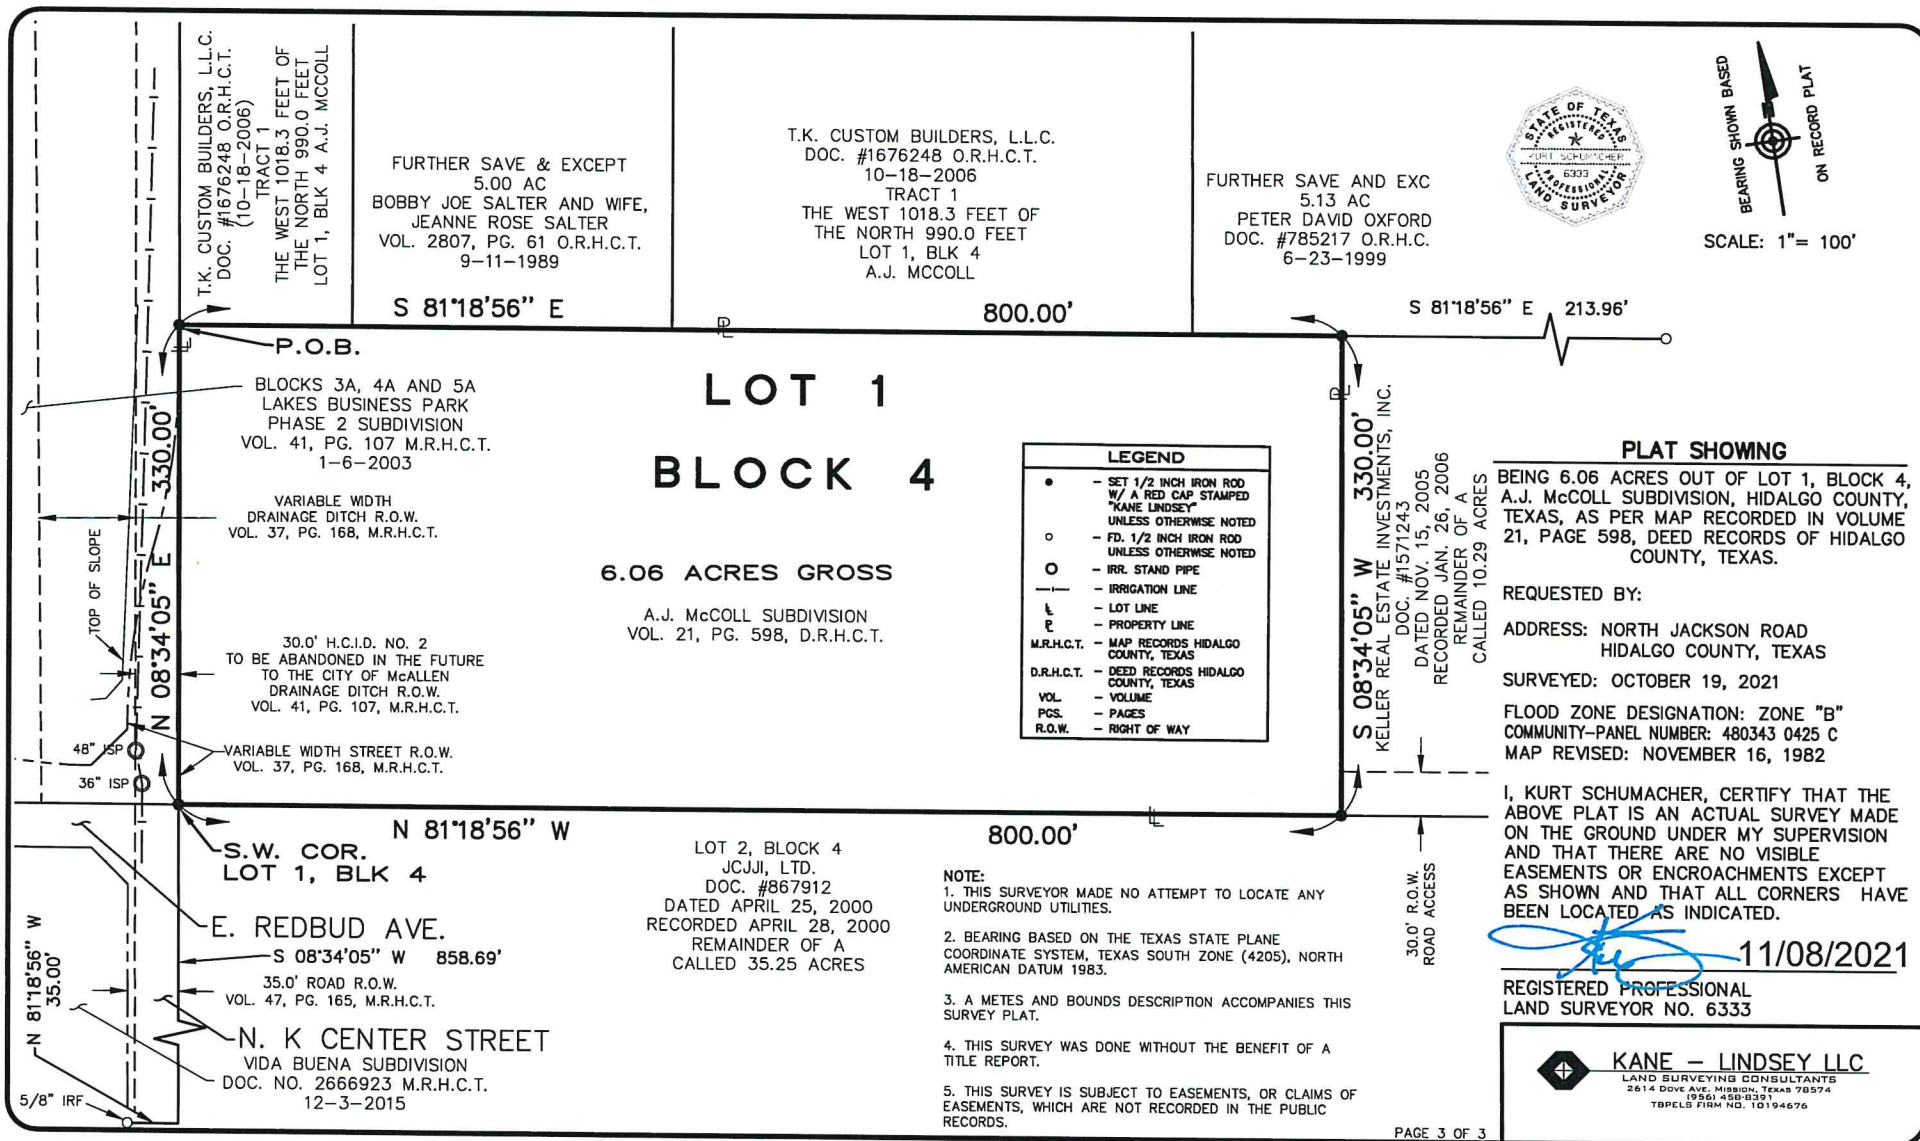 T.K. CUSTOM BUILDERS, L.L.C.
DOC. #1676248 O.R.H.C.T.
(10-18-2006)
TRACT 1
THE WEST 1018.3 FEET OF
THE NORTH 990.0 FEET
LOT 1, BLK 4 A.J. MCCOLL
FURTHER SAVE & EXCEPT
5.00 AC
BOBBY JOE SALTER AND WIFE,
JEANNE ROSE SALTER
VOL. 2807, PG. 61 O.R.H.C.T.
9-11-1989
T.K. CUSTOM BUILDERS, L.L.C.
DOC. #1676248 O.R.H.C.T.
10-18-2006
TRACT 1
THE WEST 1018.3 FEET OF
THE NORTH 990.0 FEET
LOT 1, BLK 4
A.J. MCCOLL
FURTHER SAVE AND EXC
5.13 AC
PETER DAVID OXFORD
DOC. #785217 O.R.H.C.
6-23-1999
STATE OF TEXAS
REGISTERED
KURT SCHUMACHER
6333
PROFESSIONAL
LAND SURVEYOR
BEARING SHOWN BASED
ON RECORD PLAT
SCALE: 1"= 100'
S 81°18'56" E
800.00'
S 81°18'56" E 213.96'
P.O.B.
BLOCKS 3A, 4A AND 5A
LAKES BUSINESS PARK
PHASE 2 SUBDIVISION
VOL. 41, PG. 107 M.R.H.C.T.
1-6-2003
VARIABLE WIDTH
DRAINAGE DITCH R.O.W.
VOL. 37, PG. 168, M.R.H.C.T.
TOP OF SLOPE
N 08°34'05" E 330.00'
30.0' H.C.I.D. NO. 2
TO BE ABANDONED IN THE FUTURE
TO THE CITY OF McALLEN
DRAINAGE DITCH R.O.W.
VOL. 41, PG. 107, M.R.H.C.T.
VARIABLE WIDTH STREET R.O.W.
VOL. 37, PG. 168, M.R.H.C.T.
48" ISP
36" ISP
LOT 1
BLOCK 4
6.06 ACRES GROSS
A.J. McCOLL SUBDIVISION
VOL. 21, PG. 598, D.R.H.C.T.
LEGEND
- SET 1/2 INCH IRON ROD
W/ A RED CAP STAMPED
"KANE LINDSEY"
UNLESS OTHERWISE NOTED
- FD. 1/2 INCH IRON ROD
UNLESS OTHERWISE NOTED
- IRR. STAND PIPE
- IRRIGATION LINE
- LOT LINE
- PROPERTY LINE
M.R.H.C.T. - MAP RECORDS HIDALGO
COUNTY, TEXAS
D.R.H.C.T. - DEED RECORDS HIDALGO
COUNTY, TEXAS
VOL. - VOLUME
PGS. - PAGES
R.O.W. - RIGHT OF WAY
S 08°34'05" W 330.00'
KELLER REAL ESTATE INVESTMENTS, INC.
DOC. #1571243
DATED NOV. 15, 2005
RECORDED JAN. 26, 2006
REMAINDER OF A
CALLED 10.29 ACRES
PLAT SHOWING
BEING 6.06 ACRES OUT OF LOT 1, BLOCK 4,
A.J. McCOLL SUBDIVISION, HIDALGO COUNTY,
TEXAS, AS PER MAP RECORDED IN VOLUME
21, PAGE 598, DEED RECORDS OF HIDALGO
COUNTY, TEXAS.
REQUESTED BY:
ADDRESS: NORTH JACKSON ROAD
HIDALGO COUNTY, TEXAS
SURVEYED: OCTOBER 19, 2021
FLOOD ZONE DESIGNATION: ZONE "B"
COMMUNITY-PANEL NUMBER: 480343 0425 C
MAP REVISED: NOVEMBER 16, 1982
I, KURT SCHUMACHER, CERTIFY THAT THE
ABOVE PLAT IS AN ACTUAL SURVEY MADE
ON THE GROUND UNDER MY SUPERVISION
AND THAT THERE ARE NO VISIBLE
EASEMENTS OR ENCROACHMENTS EXCEPT
AS SHOWN AND THAT ALL CORNERS HAVE
BEEN LOCATED AS INDICATED.
11/08/2021
REGISTERED PROFESSIONAL
LAND SURVEYOR NO. 6333
N 81°18'56" W
800.00'
S.W. COR.
LOT 1, BLK 4
E. REDBUD AVE.
S 08°34'05" W 858.69'
35.0' ROAD R.O.W.
VOL. 47, PG. 165, M.R.H.C.T.
N. K CENTER STREET
VIDA BUENA SUBDIVISION
DOC. NO. 2666923 M.R.H.C.T.
12-3-2015
N 81°18'56" W
35.00'
5/8" IRF
LOT 2, BLOCK 4
JCJJI, LTD.
DOC. #867912
DATED APRIL 25, 2000
RECORDED APRIL 28, 2000
REMAINDER OF A
CALLED 35.25 ACRES
NOTE:
1. THIS SURVEYOR MADE NO ATTEMPT TO LOCATE ANY
UNDERGROUND UTILITIES.
2. BEARING BASED ON THE TEXAS STATE PLANE
COORDINATE SYSTEM, TEXAS SOUTH ZONE (4205), NORTH
AMERICAN DATUM 1983.
3. A METES AND BOUNDS DESCRIPTION ACCOMPANIES THIS
SURVEY PLAT.
4. THIS SURVEY WAS DONE WITHOUT THE BENEFIT OF A
TITLE REPORT.
5. THIS SURVEY IS SUBJECT TO EASEMENTS, OR CLAIMS OF
EASEMENTS, WHICH ARE NOT RECORDED IN THE PUBLIC
RECORDS.
30.0' R.O.W.
ROAD ACCESS
PAGE 3 OF 3
KANE - LINDSEY LLC
LAND SURVEYING CONSULTANTS
2614 DOVE AVE. MISSION, TEXAS 78574
(956) 458-8391
TBPELS FIRM NO. 10194676